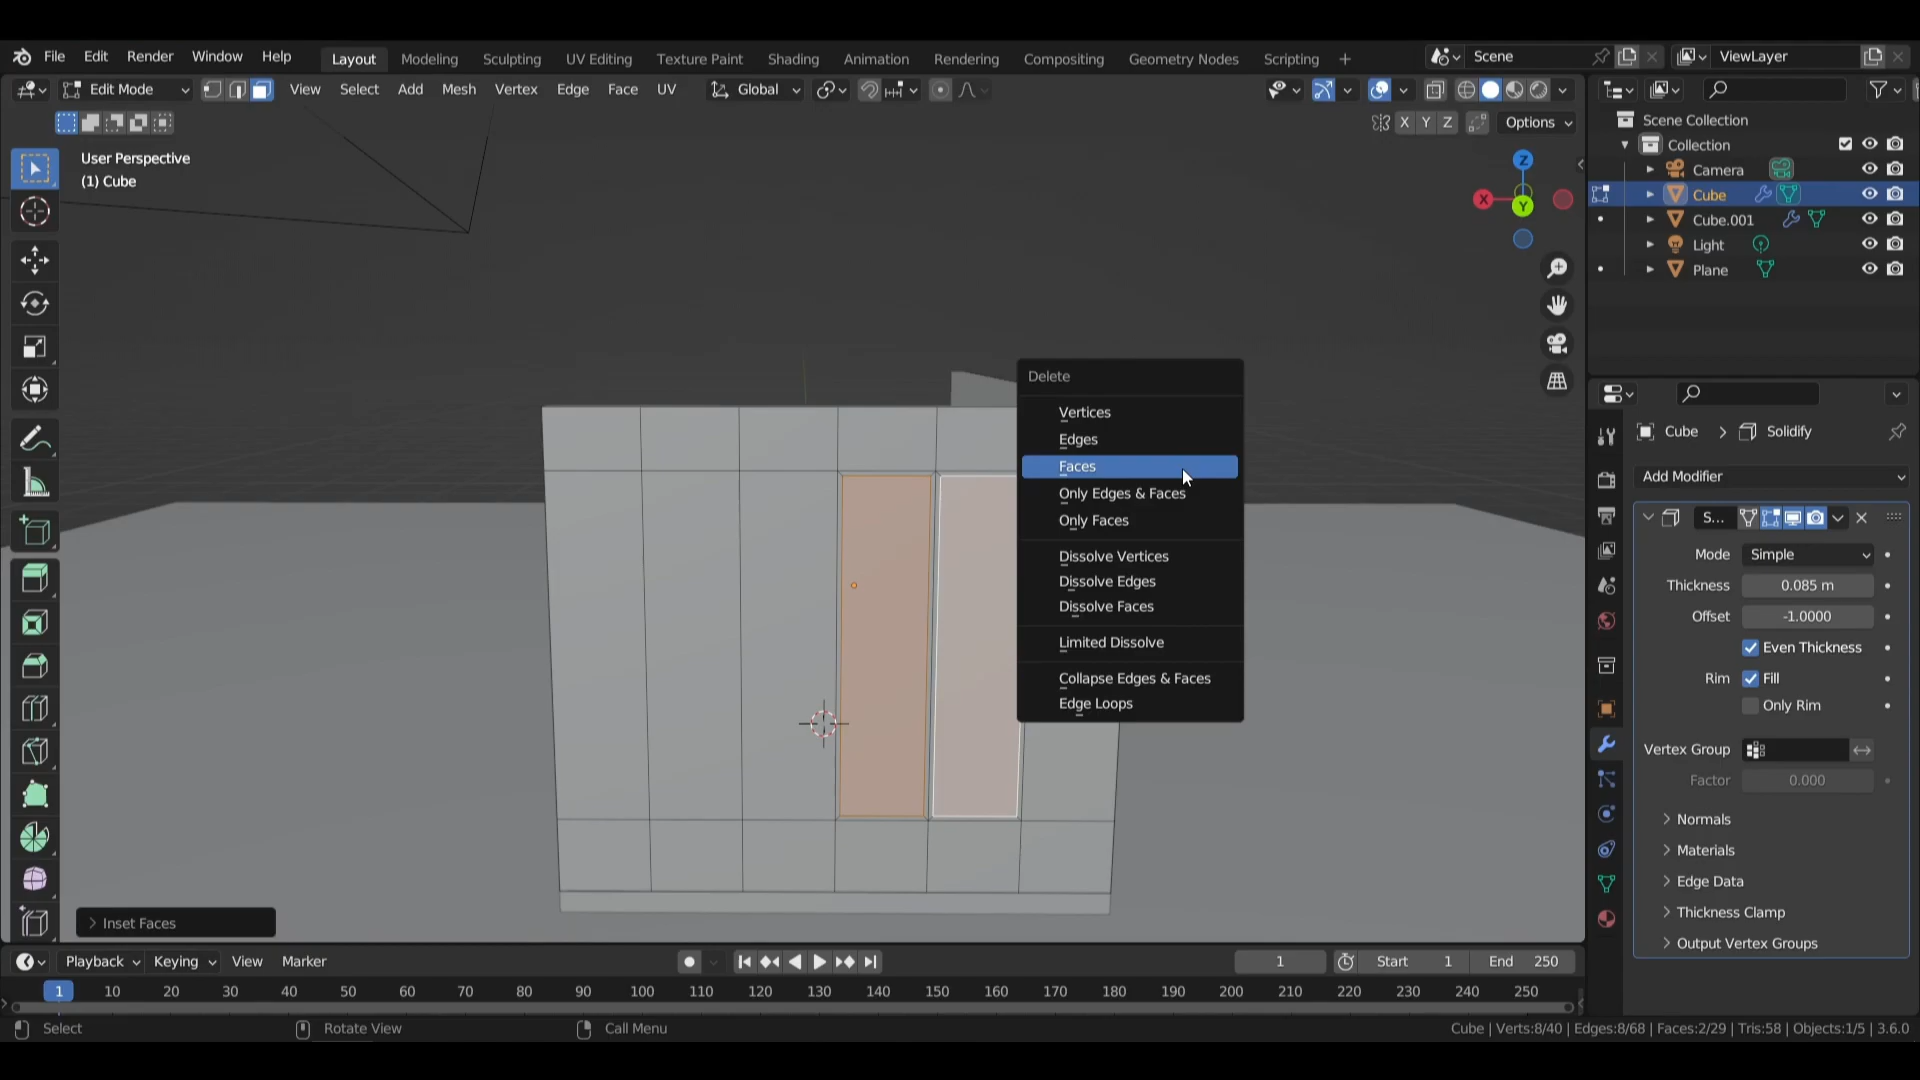 File Edit Render Window Help Layout Modeling Sculpting UV Editing Texture Paint Shading Animation Rendering Compositing Geometry Nodes Scripting + Scene ViewLayer
Edit Mode View Select Add Mesh Vertex Edge Face UV Global
X Y Z Options
User Perspective
(1) Cube
Z
X
Y
Scene Collection
Collection
Camera
Cube
Cube.001
Light
Plane
Delete
Vertices
Edges
Faces
Only Edges & Faces
Only Faces
Dissolve Vertices
Dissolve Edges
Dissolve Faces
Limited Dissolve
Collapse Edges & Faces
Edge Loops
Cube > Solidify
Add Modifier
S...
Mode Simple
Thickness 0.085 m
Offset -1.0000
Even Thickness
Rim Fill
Only Rim
Vertex Group
Factor 0.000
Normals
Materials
Edge Data
Thickness Clamp
Output Vertex Groups
Inset Faces
Playback Keying View Marker 1 Start 1 End 250
1 10 20 30 40 50 60 70 80 90 100 110 120 130 140 150 160 170 180 190 200 210 220 230 240 250
Select Rotate View Call Menu Cube | Verts:8/40 | Edges:8/68 | Faces:2/29 | Tris:58 | Objects:1/5 | 3.6.0